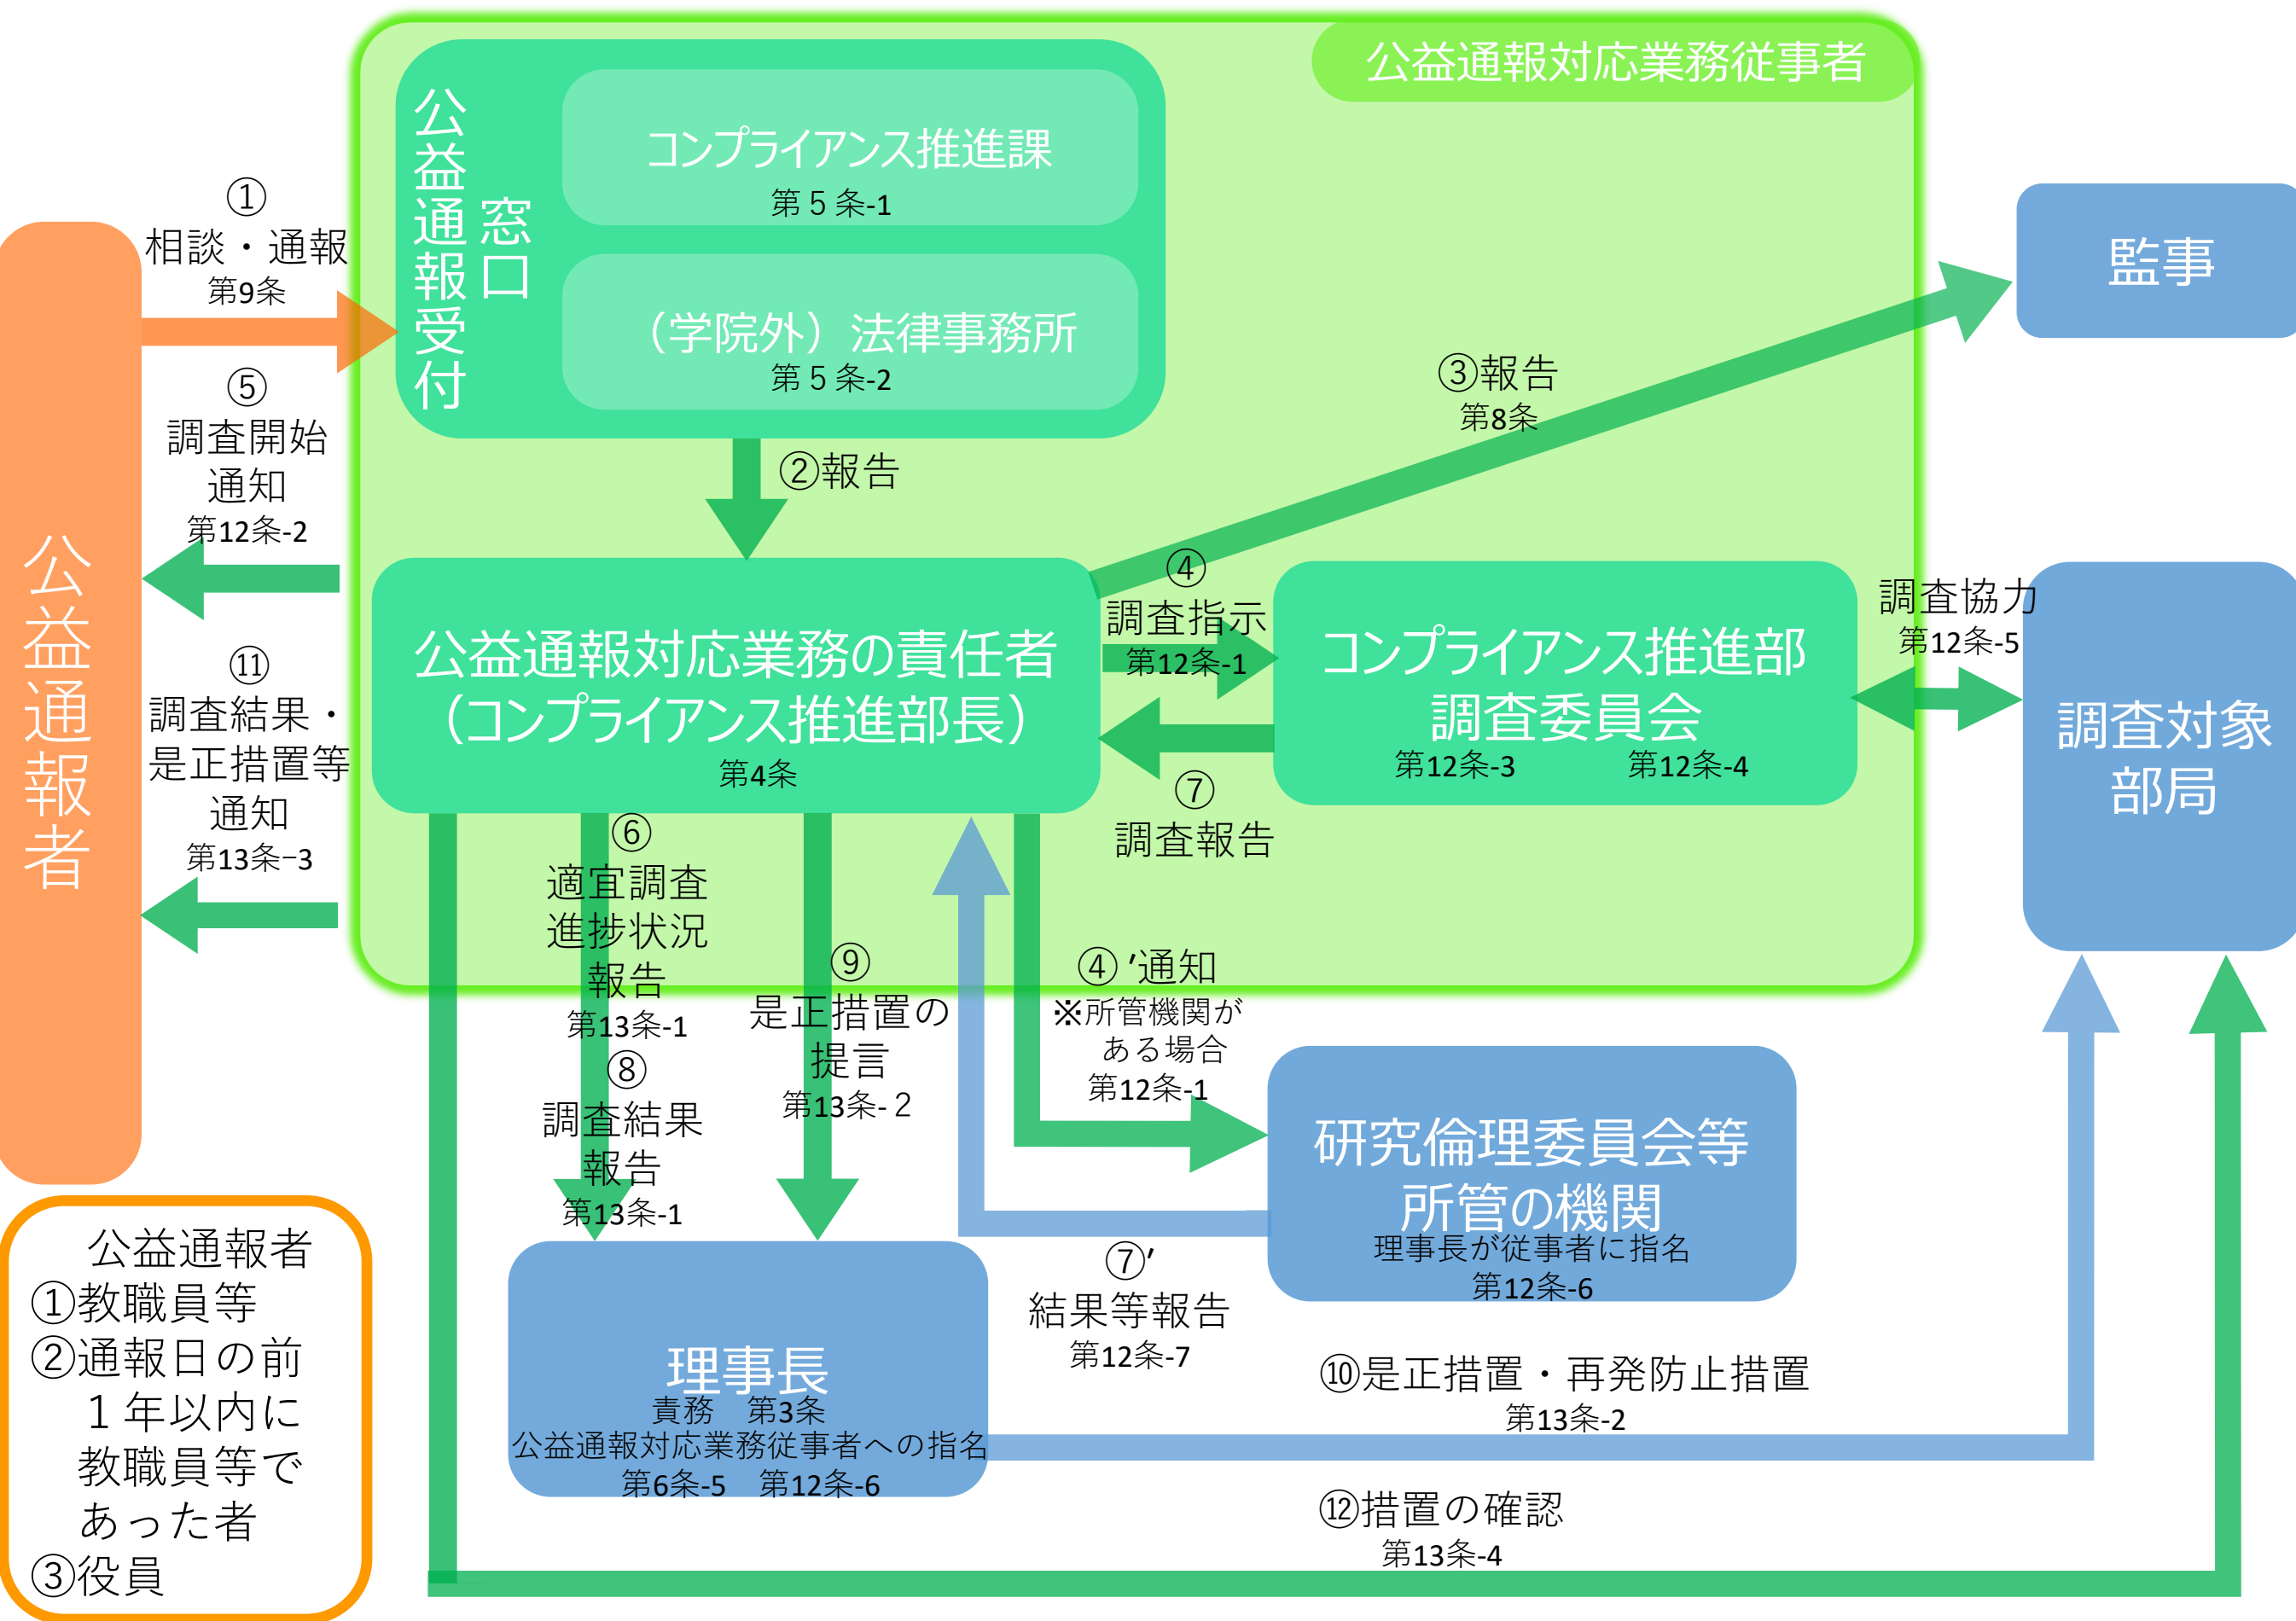 公益通報対応業務従事者
公益通報受付
窓口
コンプライアンス推進課
第５条-1
（学院外）法律事務所
第５条-2
①
相談・通報
第9条
⑤
調査開始
通知
第12条-2
⑪
調査結果・
是正措置等
通知
第13条−3
公益通報者
②報告
③報告
第8条
監事
公益通報対応業務の責任者
（コンプライアンス推進部長）
第4条
④
調査指示
第12条-1
⑦
調査報告
コンプライアンス推進部
調査委員会
第12条-3 第12条-4
調査協力
第12条-5
調査対象
部局
⑥
適宜調査
進捗状況
報告
第13条-1
⑧
調査結果
報告
第13条-1
⑨
是正措置の
提言
第13条-２
④ ′通知
※所管機関が
ある場合
第12条-1
研究倫理委員会等
所管の機関
理事長が従事者に指名
第12条-6
⑦′
結果等報告
第12条-7
理事長
責務 第3条
公益通報対応業務従事者への指名
第6条-5 第12条-6
⑩是正措置・再発防止措置
第13条-2
⑫措置の確認
第13条-4
公益通報者
①教職員等
②通報日の前
１年以内に
教職員等で
あった者
③役員